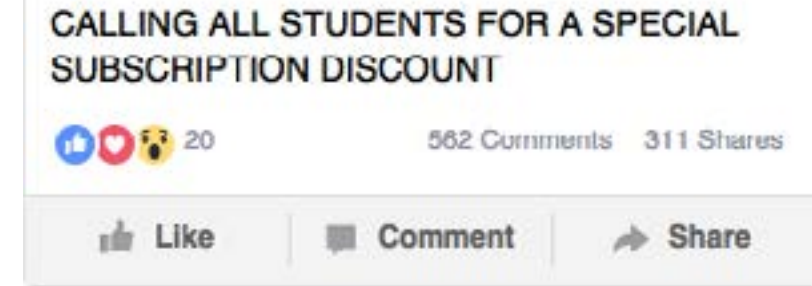 CALLING ALL STUDENTS FOR A SPECIAL
SUBSCRIPTION DISCOUNT
20 562 Comments 311 Shares
Like Comment Share